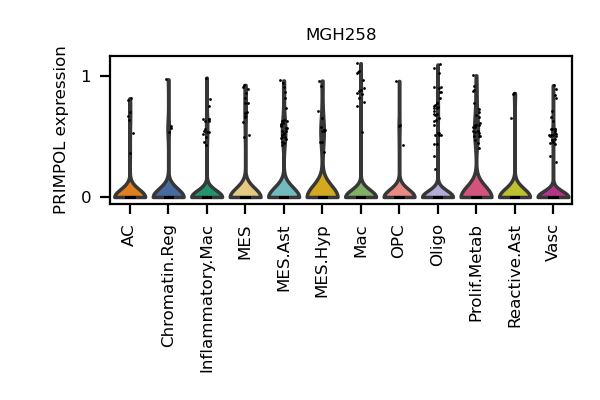 MGH258
PRIMPOL expression
1
0
AC
Chromatin.Reg
Inflammatory.Mac
MES
MES.Ast
MES.Hyp
Mac
OPC
Oligo
Prolif.Metab
Reactive.Ast
Vasc